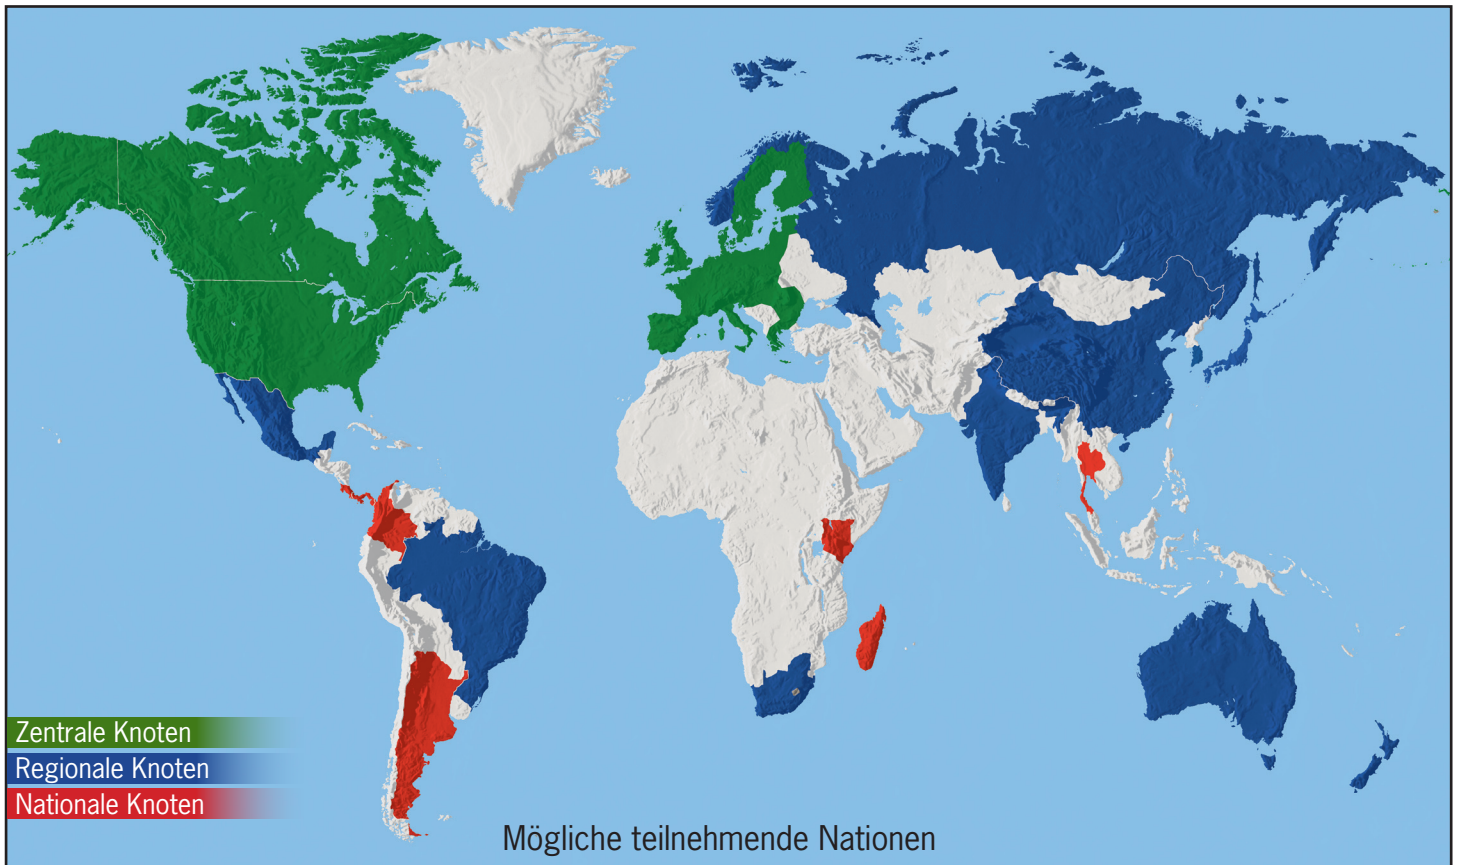 Zentrale Knoten
Regionale Knoten
Nationale Knoten
Mögliche teilnehmende Nationen